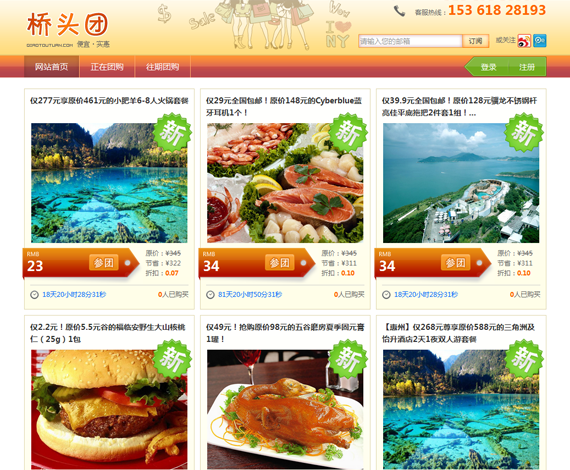 桥头团
QIAOTOUTUAN.COM 便宜·实惠
$ Sale You I ♥ NY
客服热线：153 618 28193
请输入您的邮箱 订阅 或关注
网站首页 正在团购 往期团购 登录 注册
仅277元享原价461元的小肥羊6-8人火锅套餐
新
RMB
23
参团
原价：¥345
节省：¥322
折扣：0.07
18天20小时28分31秒 0人已购买
仅29元全国包邮！原价148元的Cyberblue蓝
牙耳机1个！
新
RMB
34
参团
原价：¥345
节省：¥311
折扣：0.10
81天20小时50分31秒 0人已购买
仅39.9元全国包邮！原价128元骥龙不锈钢杆
高佳平底拖把2件套1组！...
新
RMB
34
参团
原价：¥345
节省：¥311
折扣：0.10
18天20小时28分31秒 0人已购买
仅2.2元！原价5.5元谷的福临安野生大山核桃
仁（25g）1包
新
仅49元！抢购原价98元的五谷磨房夏季固元膏
1罐！
新
【惠州】仅268元尊享原价588元的三角洲及
怡升酒店2天1夜双人游套餐
新